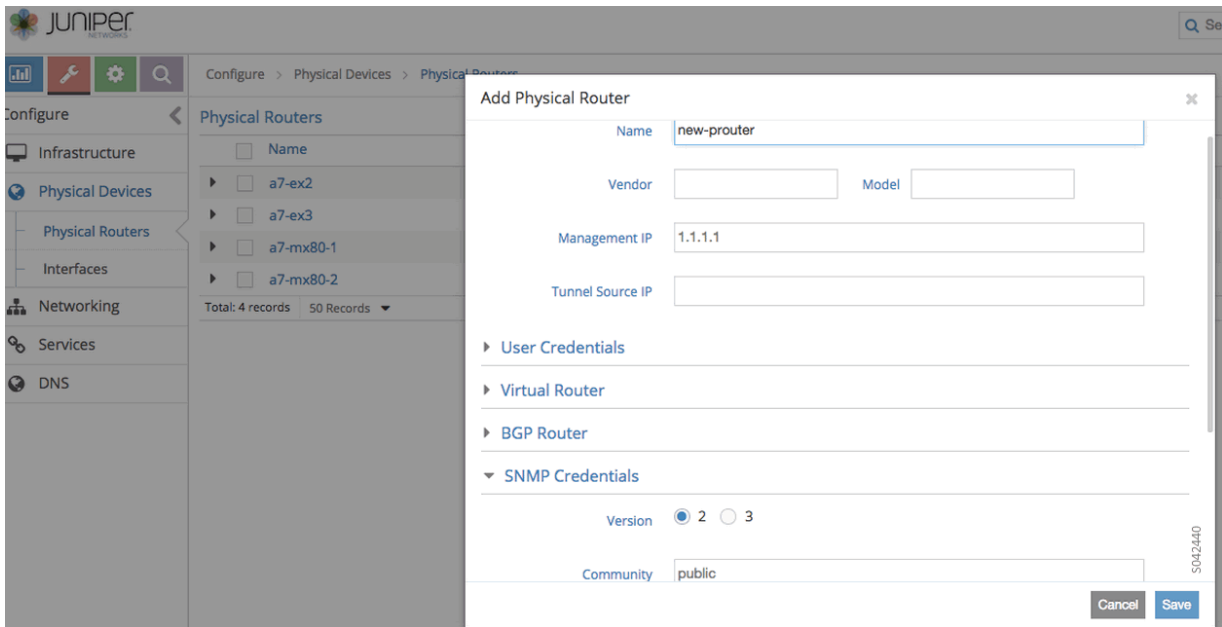 JUNIPEr
NETWORKS
Se
Configure > Physical Devices > Physical Routers
Configure
Infrastructure
Physical Devices
Physical Routers
Interfaces
Networking
Services
DNS
Physical Routers
Name
a7-ex2
a7-ex3
a7-mx80-1
a7-mx80-2
Total: 4 records 50 Records
Add Physical Router
Name new-prouter
Vendor Model
Management IP 1.1.1.1
Tunnel Source IP
User Credentials
Virtual Router
BGP Router
SNMP Credentials
Version 2 3
Community public
Cancel Save
S042440